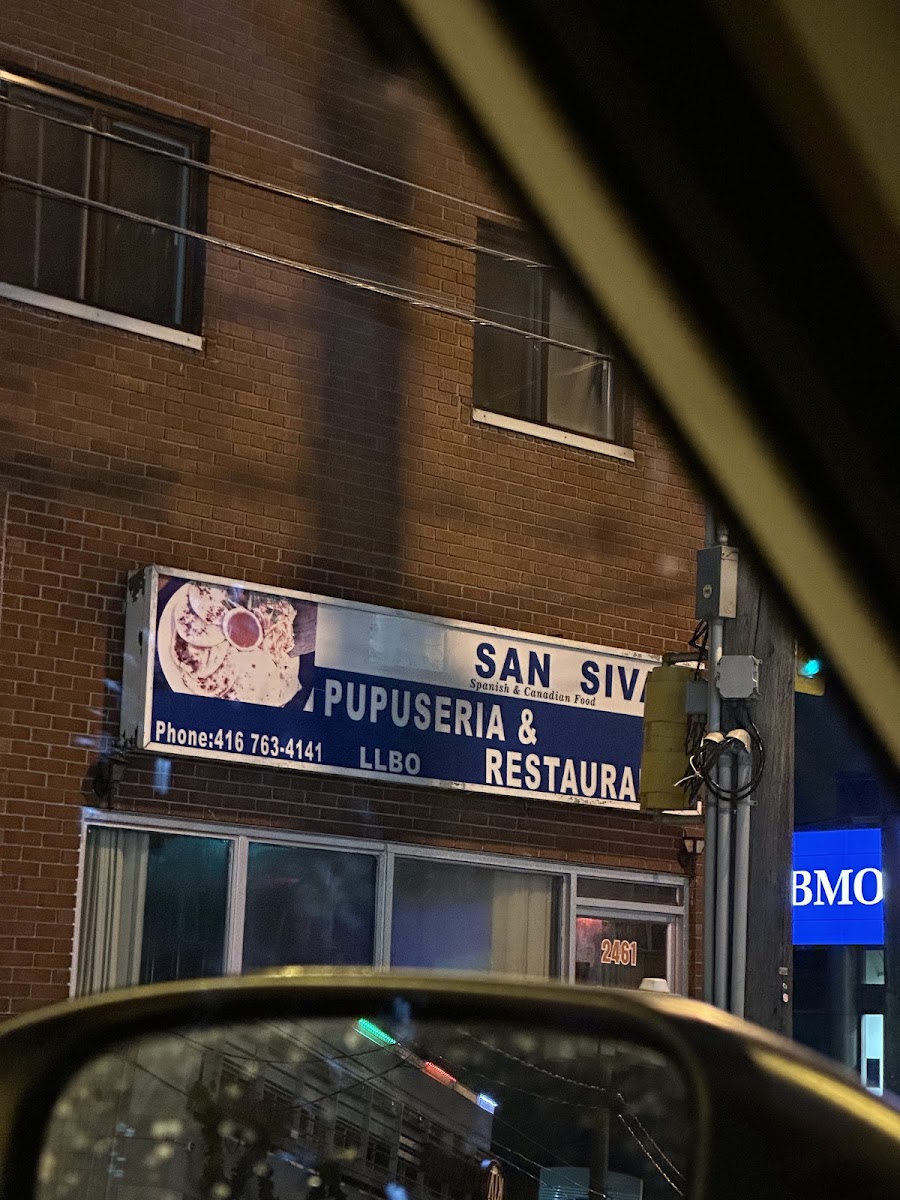 SAN SIVA
Spanish & Canadian Food
PUPUSERIA &
Phone:416 763-4141 LLBO RESTAURA
2461
BMO